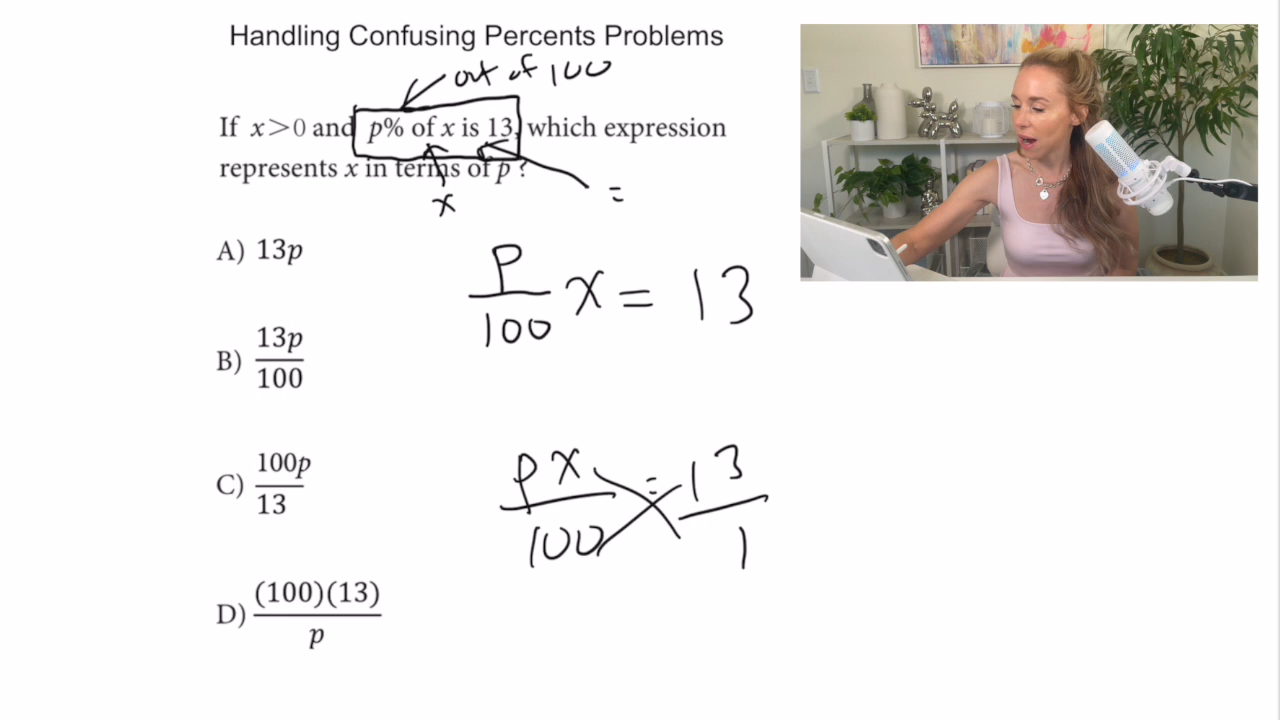 Handling Confusing Percents Problems
out of 100
If x>0 and p% of x is 13, which expression
represents x in terms of p ?
x
=
A) 13p
P/100 x = 13
B) 13p/100
px/100 = 13/1
C) 100p/13
D) (100)(13)/p